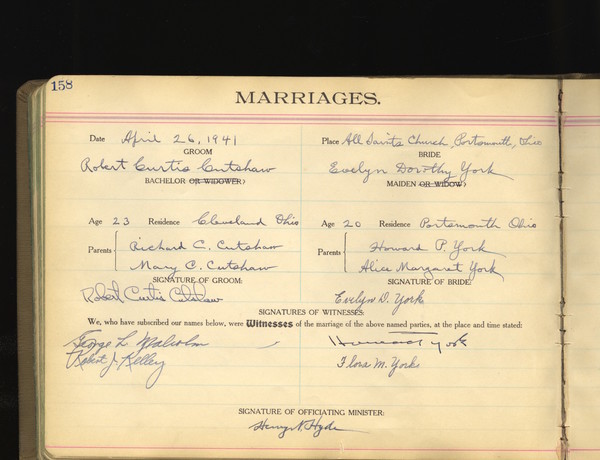 158
MARRIAGES.
Date April 26, 1941 Place All Saints Church, Portsmouth, Ohio
GROOM BRIDE
Robert Curtis Cutshaw Evelyn Dorothy York
BACHELOR OR WIDOWER) MAIDEN OR WIDOW)
Age 23 Residence Cleveland Ohio Age 20 Residence Portsmouth Ohio
Parents { Richard C. Cutshaw Parents { Howard P. York
Mary C. Cutshaw Alice Margaret York
SIGNATURE OF GROOM: SIGNATURE OF BRIDE:
Robert Curtis Cutshaw Evelyn D. York
SIGNATURES OF WITNESSES:
We, who have subscribed our names below, were Witnesses of the marriage of the above named parties, at the place and time stated:
George L. Malcolm Howard York
Robert J. Kelley Flora M. York
SIGNATURE OF OFFICIATING MINISTER:
Henry N. Hyde